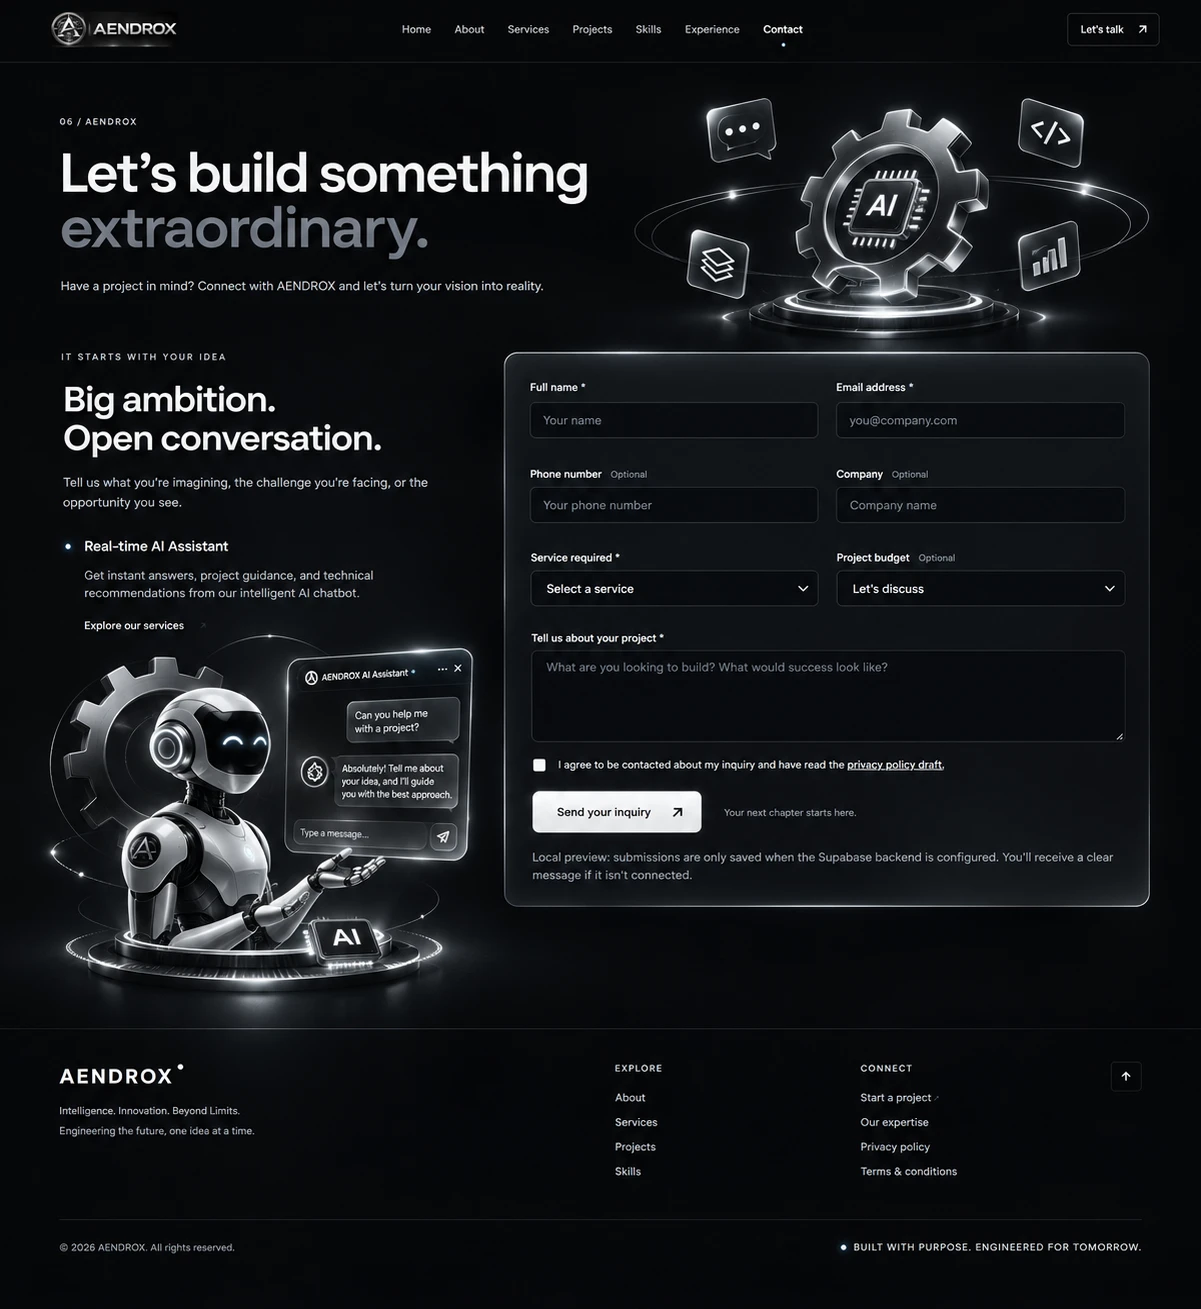 AENDROX
Home
About
Services
Projects
Skills
Experience
Contact
Let's talk
06 / AENDROX
Let's build something
extraordinary.
Have a project in mind? Connect with AENDROX and let's turn your vision into reality.
AI
</>
IT STARTS WITH YOUR IDEA
Big ambition.
Open conversation.
Tell us what you're imagining, the challenge you're facing, or the
opportunity you see.
Real-time AI Assistant
Get instant answers, project guidance, and technical
recommendations from our intelligent AI chatbot.
Explore our services
AENDROX AI Assistant
Can you help me
with a project?
Absolutely! Tell me about
your idea, and I'll guide
you with the best approach.
Type a message...
A
AI
Full name *
Your name
Email address *
you@company.com
Phone number Optional
Your phone number
Company Optional
Company name
Service required *
Select a service
Project budget Optional
Let's discuss
Tell us about your project *
What are you looking to build? What would success look like?
I agree to be contacted about my inquiry and have read the privacy policy draft.
Send your inquiry
Your next chapter starts here.
Local preview: submissions are only saved when the Supabase backend is configured. You'll receive a clear
message if it isn't connected.
AENDROX
Intelligence. Innovation. Beyond Limits.
Engineering the future, one idea at a time.
EXPLORE
About
Services
Projects
Skills
CONNECT
Start a project
Our expertise
Privacy policy
Terms & conditions
© 2026 AENDROX. All rights reserved.
BUILT WITH PURPOSE. ENGINEERED FOR TOMORROW.